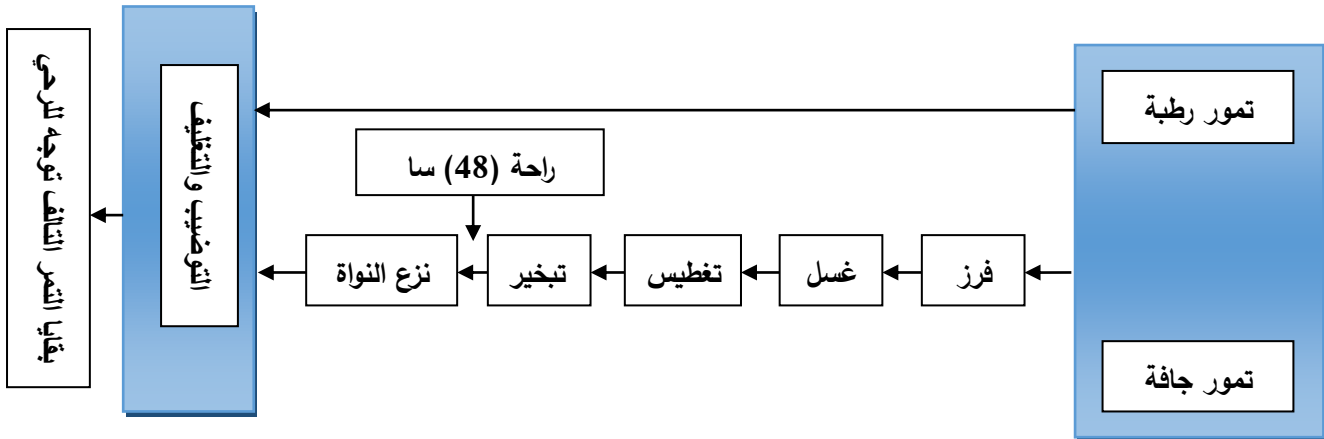 تمور رطبة
تمور جافة
راحة (48) سا
فرز
غسل
تغطيس
تبخير
نزع النواة
التوضيب والتغليف
بقايا التمر التالف توجه للرحي